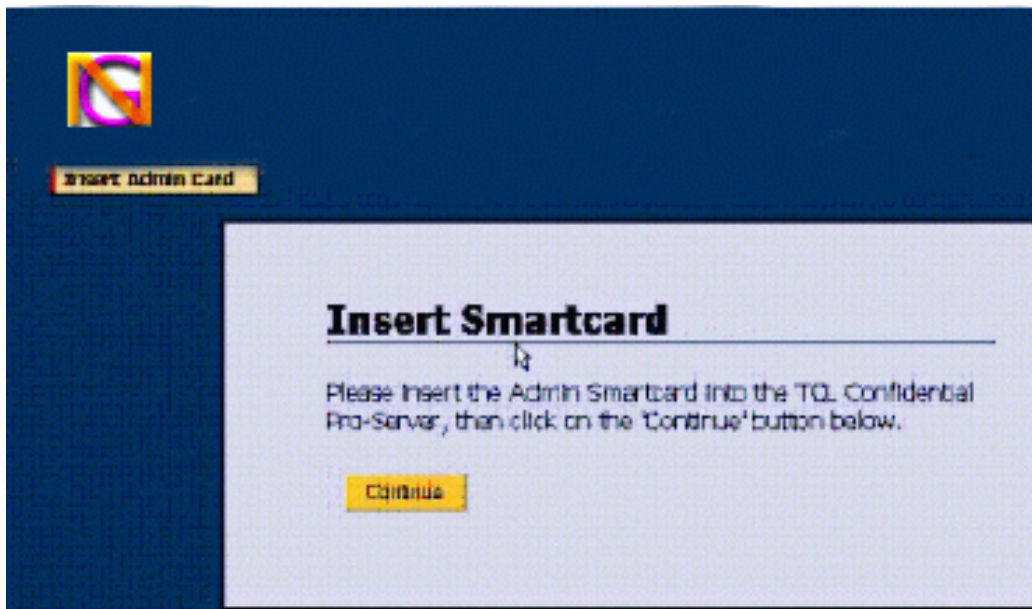 Insert Admin Card
Insert Smartcard
Please insert the Admin Smartcard into the TCL Confidential
Pro-Server, then click on the 'Continue' button below.
Continue